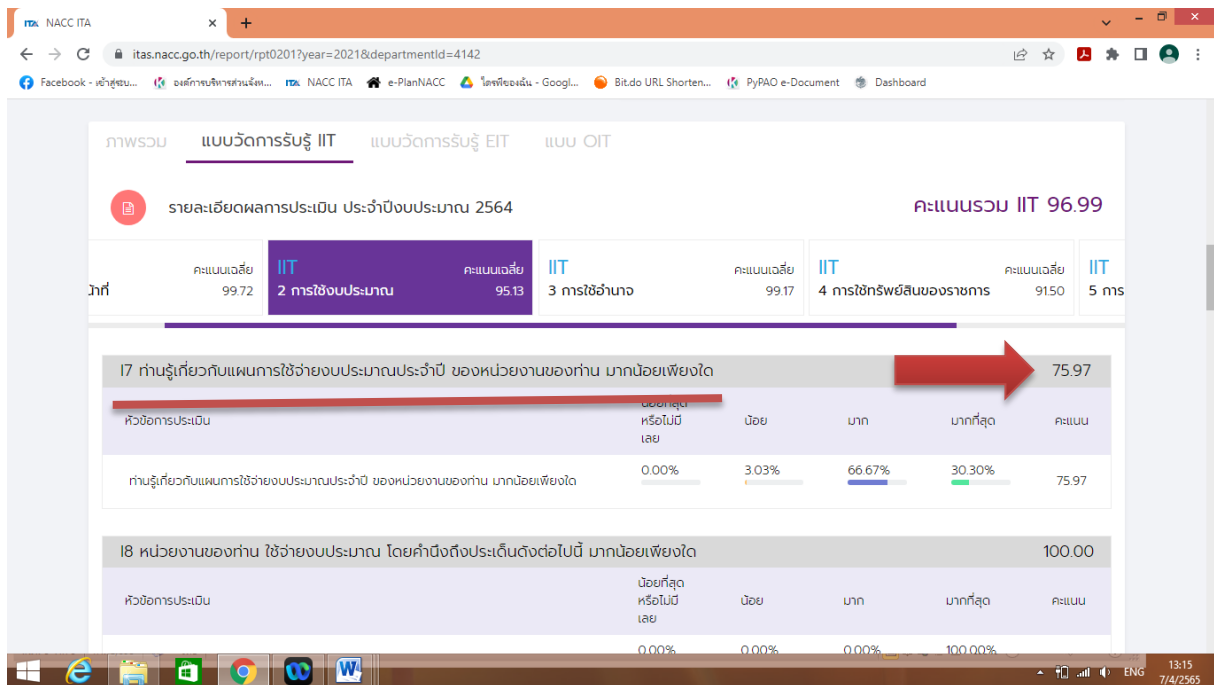 ITA NACC ITA
itas.nacc.go.th/report/rpt0201?year=2021&departmentId=4142
Facebook - เข้าสู่ระบ... องค์การบริหารส่วนจังห... ITA NACC ITA e-PlanNACC ไดรฟ์ของฉัน - Googl... Bit.do URL Shorten... PyPAO e-Document Dashboard
ภาพรวม แบบวัดการรับรู้ IIT แบบวัดการรับรู้ EIT แบบ OIT
รายละเอียดผลการประเมิน ประจำปีงบประมาณ 2564 คะแนนรวม IIT 96.99
คะแนนเฉลี่ย IIT คะแนนเฉลี่ย IIT คะแนนเฉลี่ย IIT คะแนนเฉลี่ย IIT
น้าที่ 99.72 2 การใช้งบประมาณ 95.13 3 การใช้อำนาจ 99.17 4 การใช้ทรัพย์สินของราชการ 91.50 5 การ
I7 ท่านรู้เกี่ยวกับแผนการใช้จ่ายงบประมาณประจำปี ของหน่วยงานของท่าน มากน้อยเพียงใด 75.97
น้อยที่สุด
หัวข้อการประเมิน หรือไม่มี น้อย มาก มากที่สุด คะแนน
เลย
ท่านรู้เกี่ยวกับแผนการใช้จ่ายงบประมาณประจำปี ของหน่วยงานของท่าน มากน้อยเพียงใด 0.00% 3.03% 66.67% 30.30% 75.97
I8 หน่วยงานของท่าน ใช้จ่ายงบประมาณ โดยคำนึงถึงประเด็นดังต่อไปนี้ มากน้อยเพียงใด 100.00
น้อยที่สุด
หัวข้อการประเมิน หรือไม่มี น้อย มาก มากที่สุด คะแนน
เลย
0.00% 0.00% 0.00% 100.00%
ENG 13:15
7/4/2565